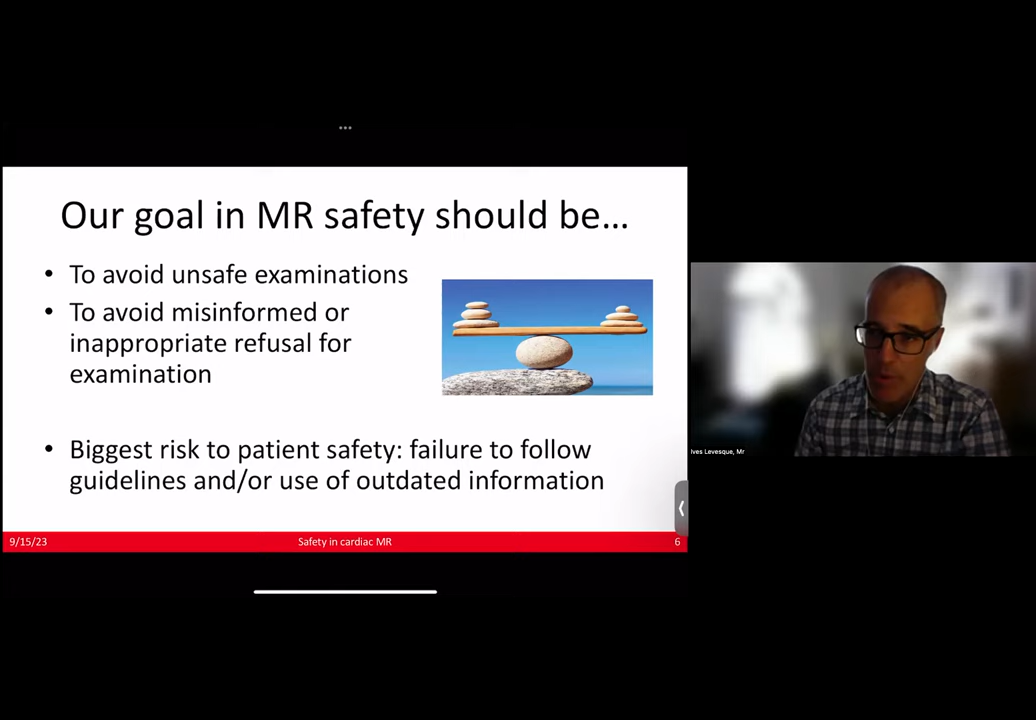 Our goal in MR safety should be...
• To avoid unsafe examinations
• To avoid misinformed or
inappropriate refusal for
examination
• Biggest risk to patient safety: failure to follow
guidelines and/or use of outdated information
9/15/23
Safety in cardiac MR
6
Ives Levesque, Mr